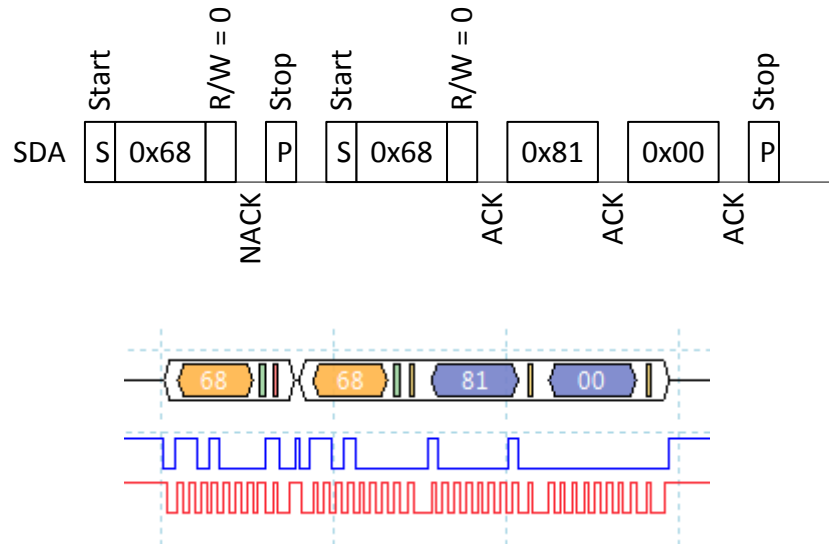 Start
R/W = 0
Stop
Start
R/W = 0
Stop
SDA S 0x68 P S 0x68 0x81 0x00 P
NACK
ACK
ACK
ACK
68 68 81 00